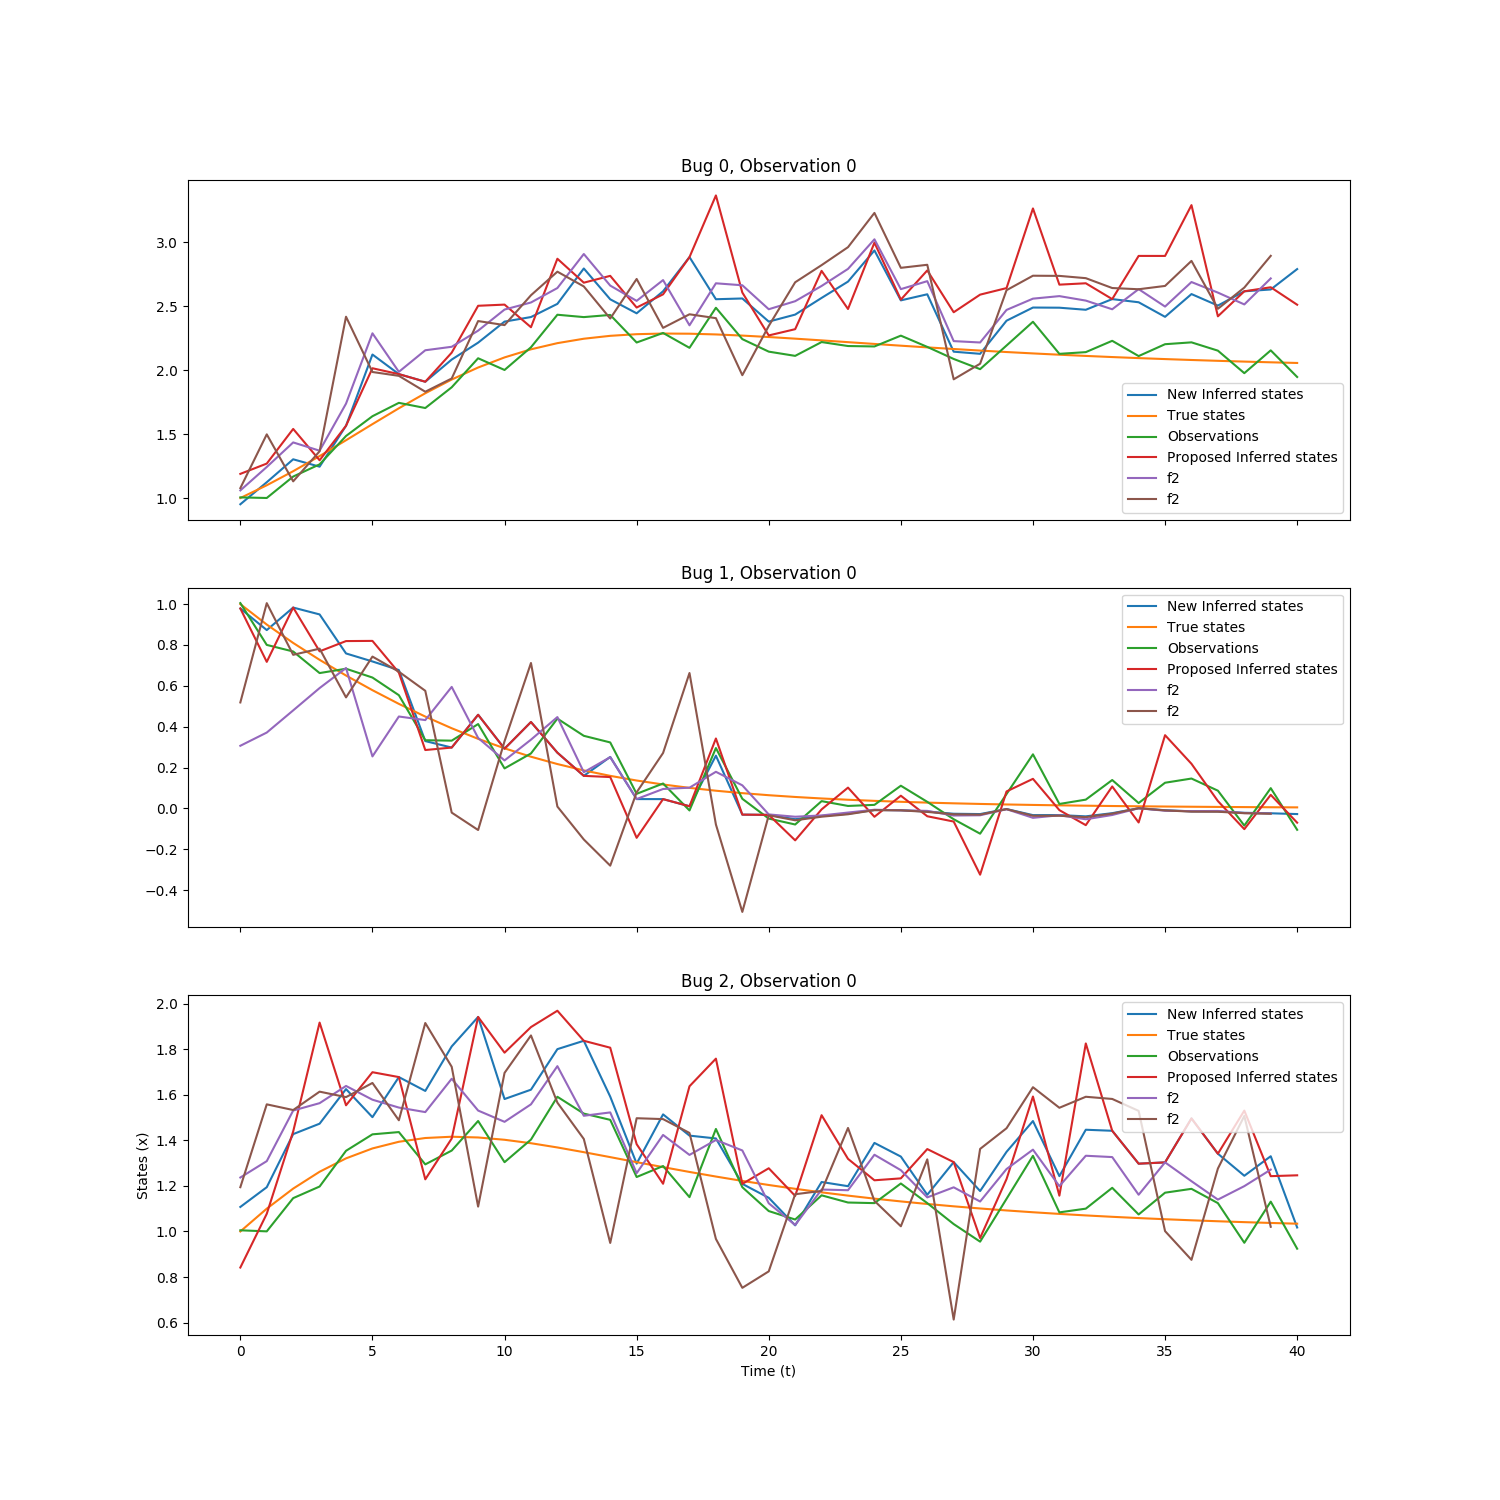 Bug 0, Observation 0
3.0
2.5
2.0
1.5
1.0
New Inferred states
True states
Observations
Proposed Inferred states
f2
f2
Bug 1, Observation 0
1.0
0.8
0.6
0.4
0.2
0.0
−0.2
−0.4
New Inferred states
True states
Observations
Proposed Inferred states
f2
f2
Bug 2, Observation 0
States (x)
2.0
1.8
1.6
1.4
1.2
1.0
0.8
0.6
New Inferred states
True states
Observations
Proposed Inferred states
f2
f2
0 5 10 15 20 25 30 35 40
Time (t)